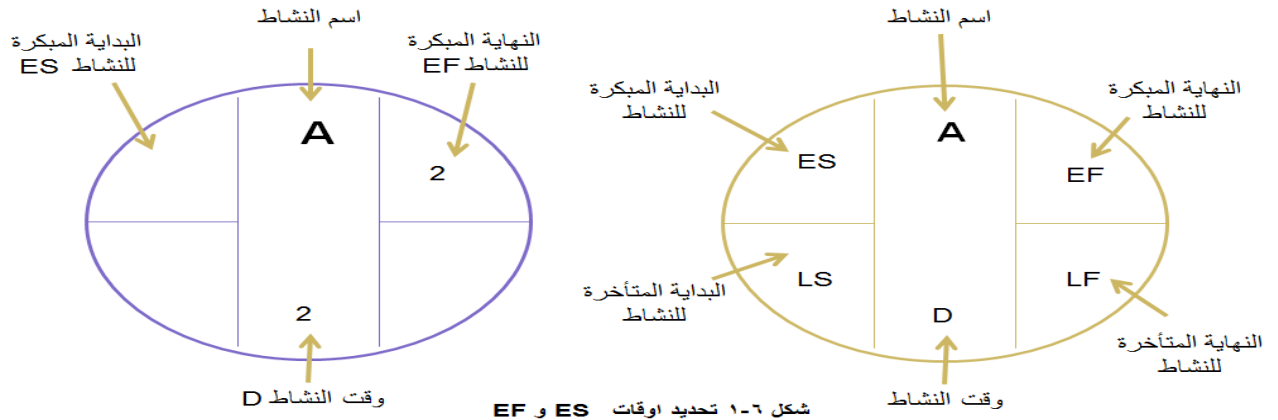 اسم النشاط
البداية المبكرة
للنشاط ES
النهاية المبكرة
للنشاط EF
A
2
2
وقت النشاط D
اسم النشاط
البداية المبكرة
للنشاط
النهاية المبكرة
للنشاط
A
ES
EF
LS
LF
D
البداية المتأخرة
للنشاط
النهاية المتأخرة
للنشاط
وقت النشاط
شكل ٦-١ تحديد اوقات ES و EF